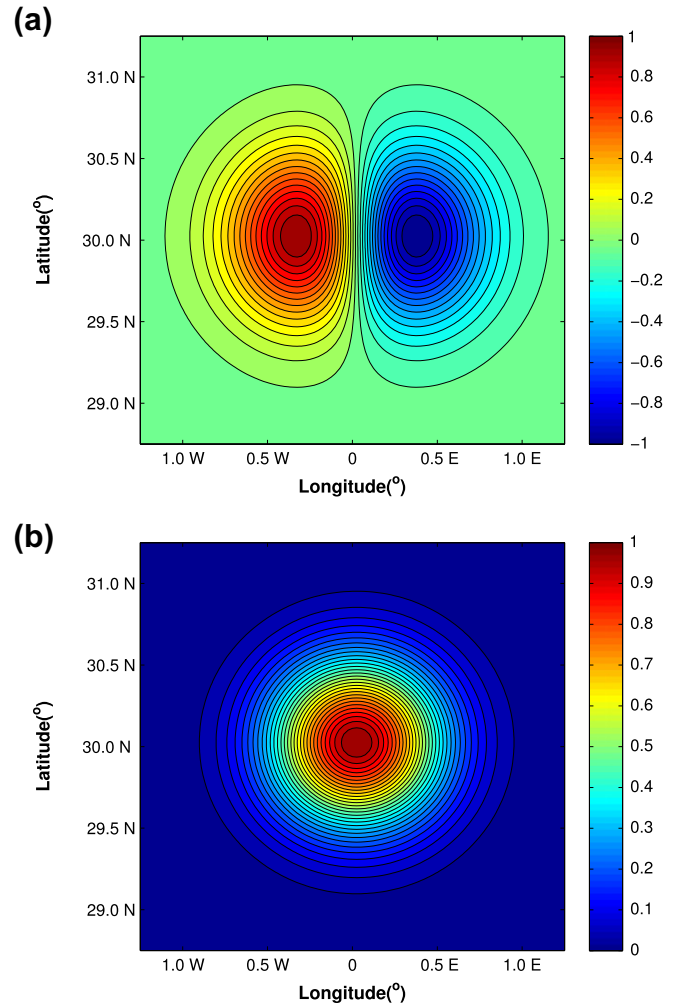 (a)
Latitude(°)
31.0 N
30.5 N
30.0 N
29.5 N
29.0 N
1.0 W 0.5 W 0 0.5 E 1.0 E
Longitude(°)
1
0.8
0.6
0.4
0.2
0
−0.2
−0.4
−0.6
−0.8
−1
(b)
Latitude(°)
31.0 N
30.5 N
30.0 N
29.5 N
29.0 N
1.0 W 0.5 W 0 0.5 E 1.0 E
Longitude(°)
1
0.9
0.8
0.7
0.6
0.5
0.4
0.3
0.2
0.1
0